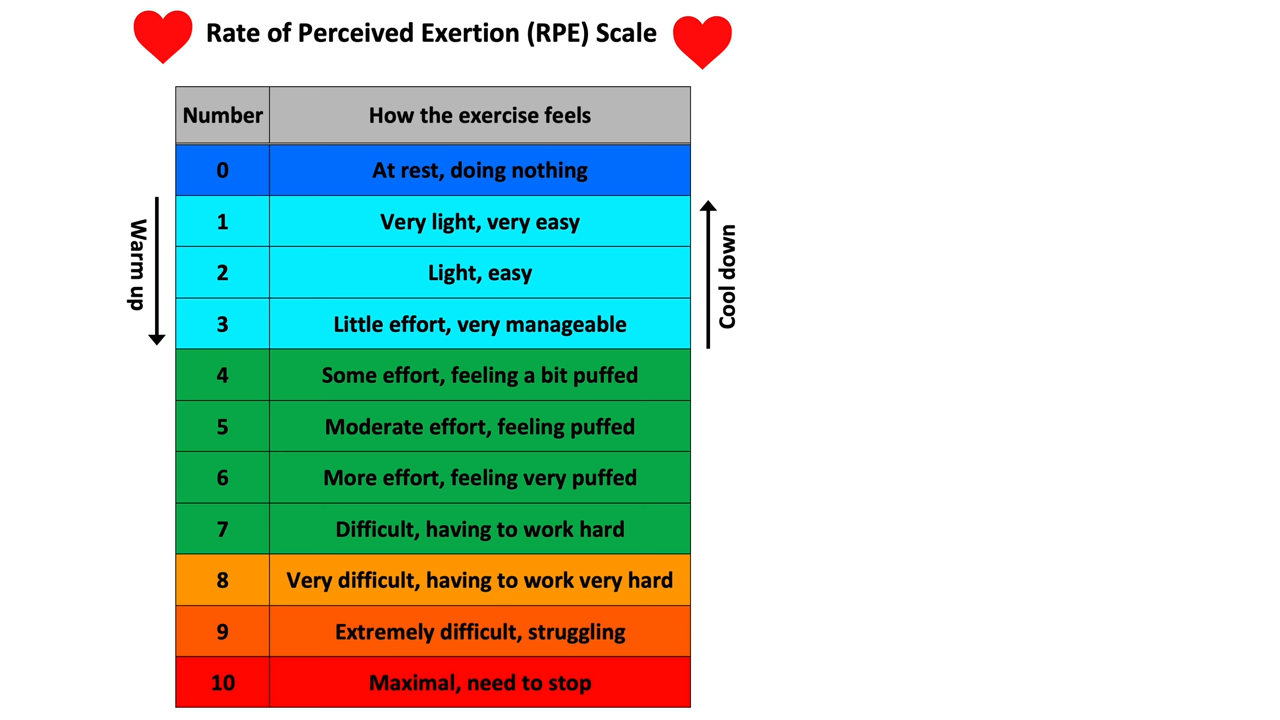 Rate of Perceived Exertion (RPE) Scale
Number How the exercise feels
0 At rest, doing nothing
1 Very light, very easy
2 Light, easy
3 Little effort, very manageable
4 Some effort, feeling a bit puffed
5 Moderate effort, feeling puffed
6 More effort, feeling very puffed
7 Difficult, having to work hard
8 Very difficult, having to work very hard
9 Extremely difficult, struggling
10 Maximal, need to stop
Warm up
Cool down